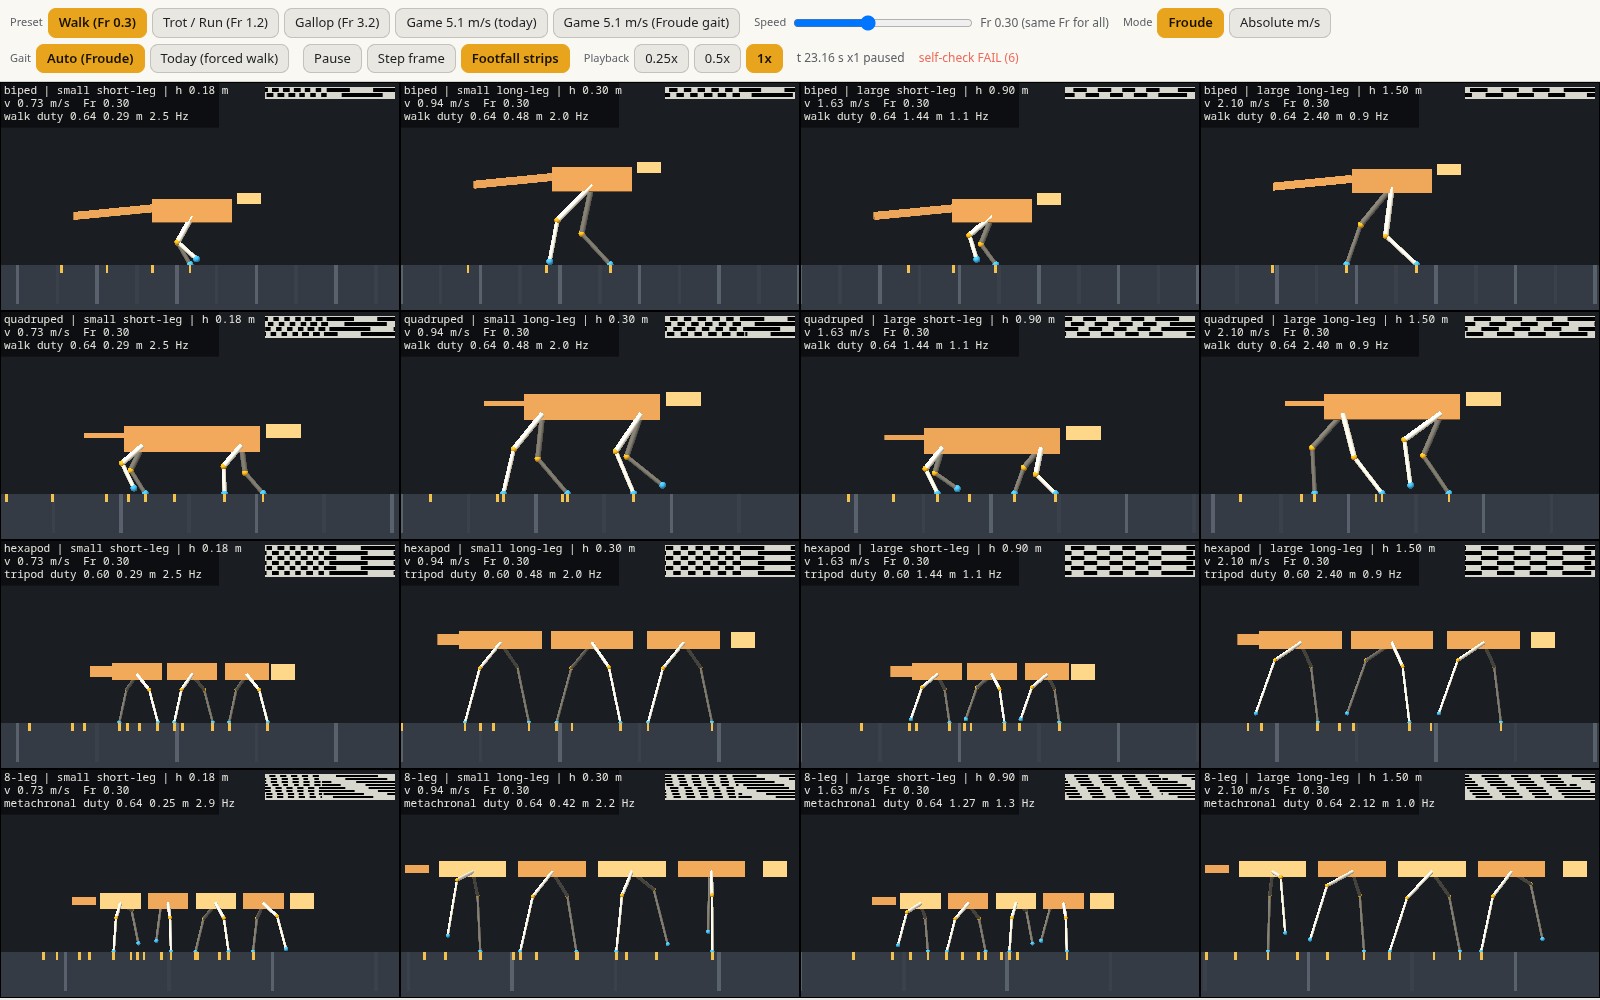 Preset Walk (Fr 0.3) Trot / Run (Fr 1.2) Gallop (Fr 3.2) Game 5.1 m/s (today) Game 5.1 m/s (Froude gait) Speed Fr 0.30 (same Fr for all) Mode Froude Absolute m/s
Gait Auto (Froude) Today (forced walk) Pause Step frame Footfall strips Playback 0.25x 0.5x 1x t 23.16 s x1 paused self-check FAIL (6)
biped | small short-leg | h 0.18 m
v 0.73 m/s Fr 0.30
walk duty 0.64 0.29 m 2.5 Hz
biped | small long-leg | h 0.30 m
v 0.94 m/s Fr 0.30
walk duty 0.64 0.48 m 2.0 Hz
biped | large short-leg | h 0.90 m
v 1.63 m/s Fr 0.30
walk duty 0.64 1.44 m 1.1 Hz
biped | large long-leg | h 1.50 m
v 2.10 m/s Fr 0.30
walk duty 0.64 2.40 m 0.9 Hz
quadruped | small short-leg | h 0.18 m
v 0.73 m/s Fr 0.30
walk duty 0.64 0.29 m 2.5 Hz
quadruped | small long-leg | h 0.30 m
v 0.94 m/s Fr 0.30
walk duty 0.64 0.48 m 2.0 Hz
quadruped | large short-leg | h 0.90 m
v 1.63 m/s Fr 0.30
walk duty 0.64 1.44 m 1.1 Hz
quadruped | large long-leg | h 1.50 m
v 2.10 m/s Fr 0.30
walk duty 0.64 2.40 m 0.9 Hz
hexapod | small short-leg | h 0.18 m
v 0.73 m/s Fr 0.30
tripod duty 0.60 0.29 m 2.5 Hz
hexapod | small long-leg | h 0.30 m
v 0.94 m/s Fr 0.30
tripod duty 0.60 0.48 m 2.0 Hz
hexapod | large short-leg | h 0.90 m
v 1.63 m/s Fr 0.30
tripod duty 0.60 1.44 m 1.1 Hz
hexapod | large long-leg | h 1.50 m
v 2.10 m/s Fr 0.30
tripod duty 0.60 2.40 m 0.9 Hz
8-leg | small short-leg | h 0.18 m
v 0.73 m/s Fr 0.30
metachronal duty 0.64 0.25 m 2.9 Hz
8-leg | small long-leg | h 0.30 m
v 0.94 m/s Fr 0.30
metachronal duty 0.64 0.42 m 2.2 Hz
8-leg | large short-leg | h 0.90 m
v 1.63 m/s Fr 0.30
metachronal duty 0.64 1.27 m 1.3 Hz
8-leg | large long-leg | h 1.50 m
v 2.10 m/s Fr 0.30
metachronal duty 0.64 2.12 m 1.0 Hz